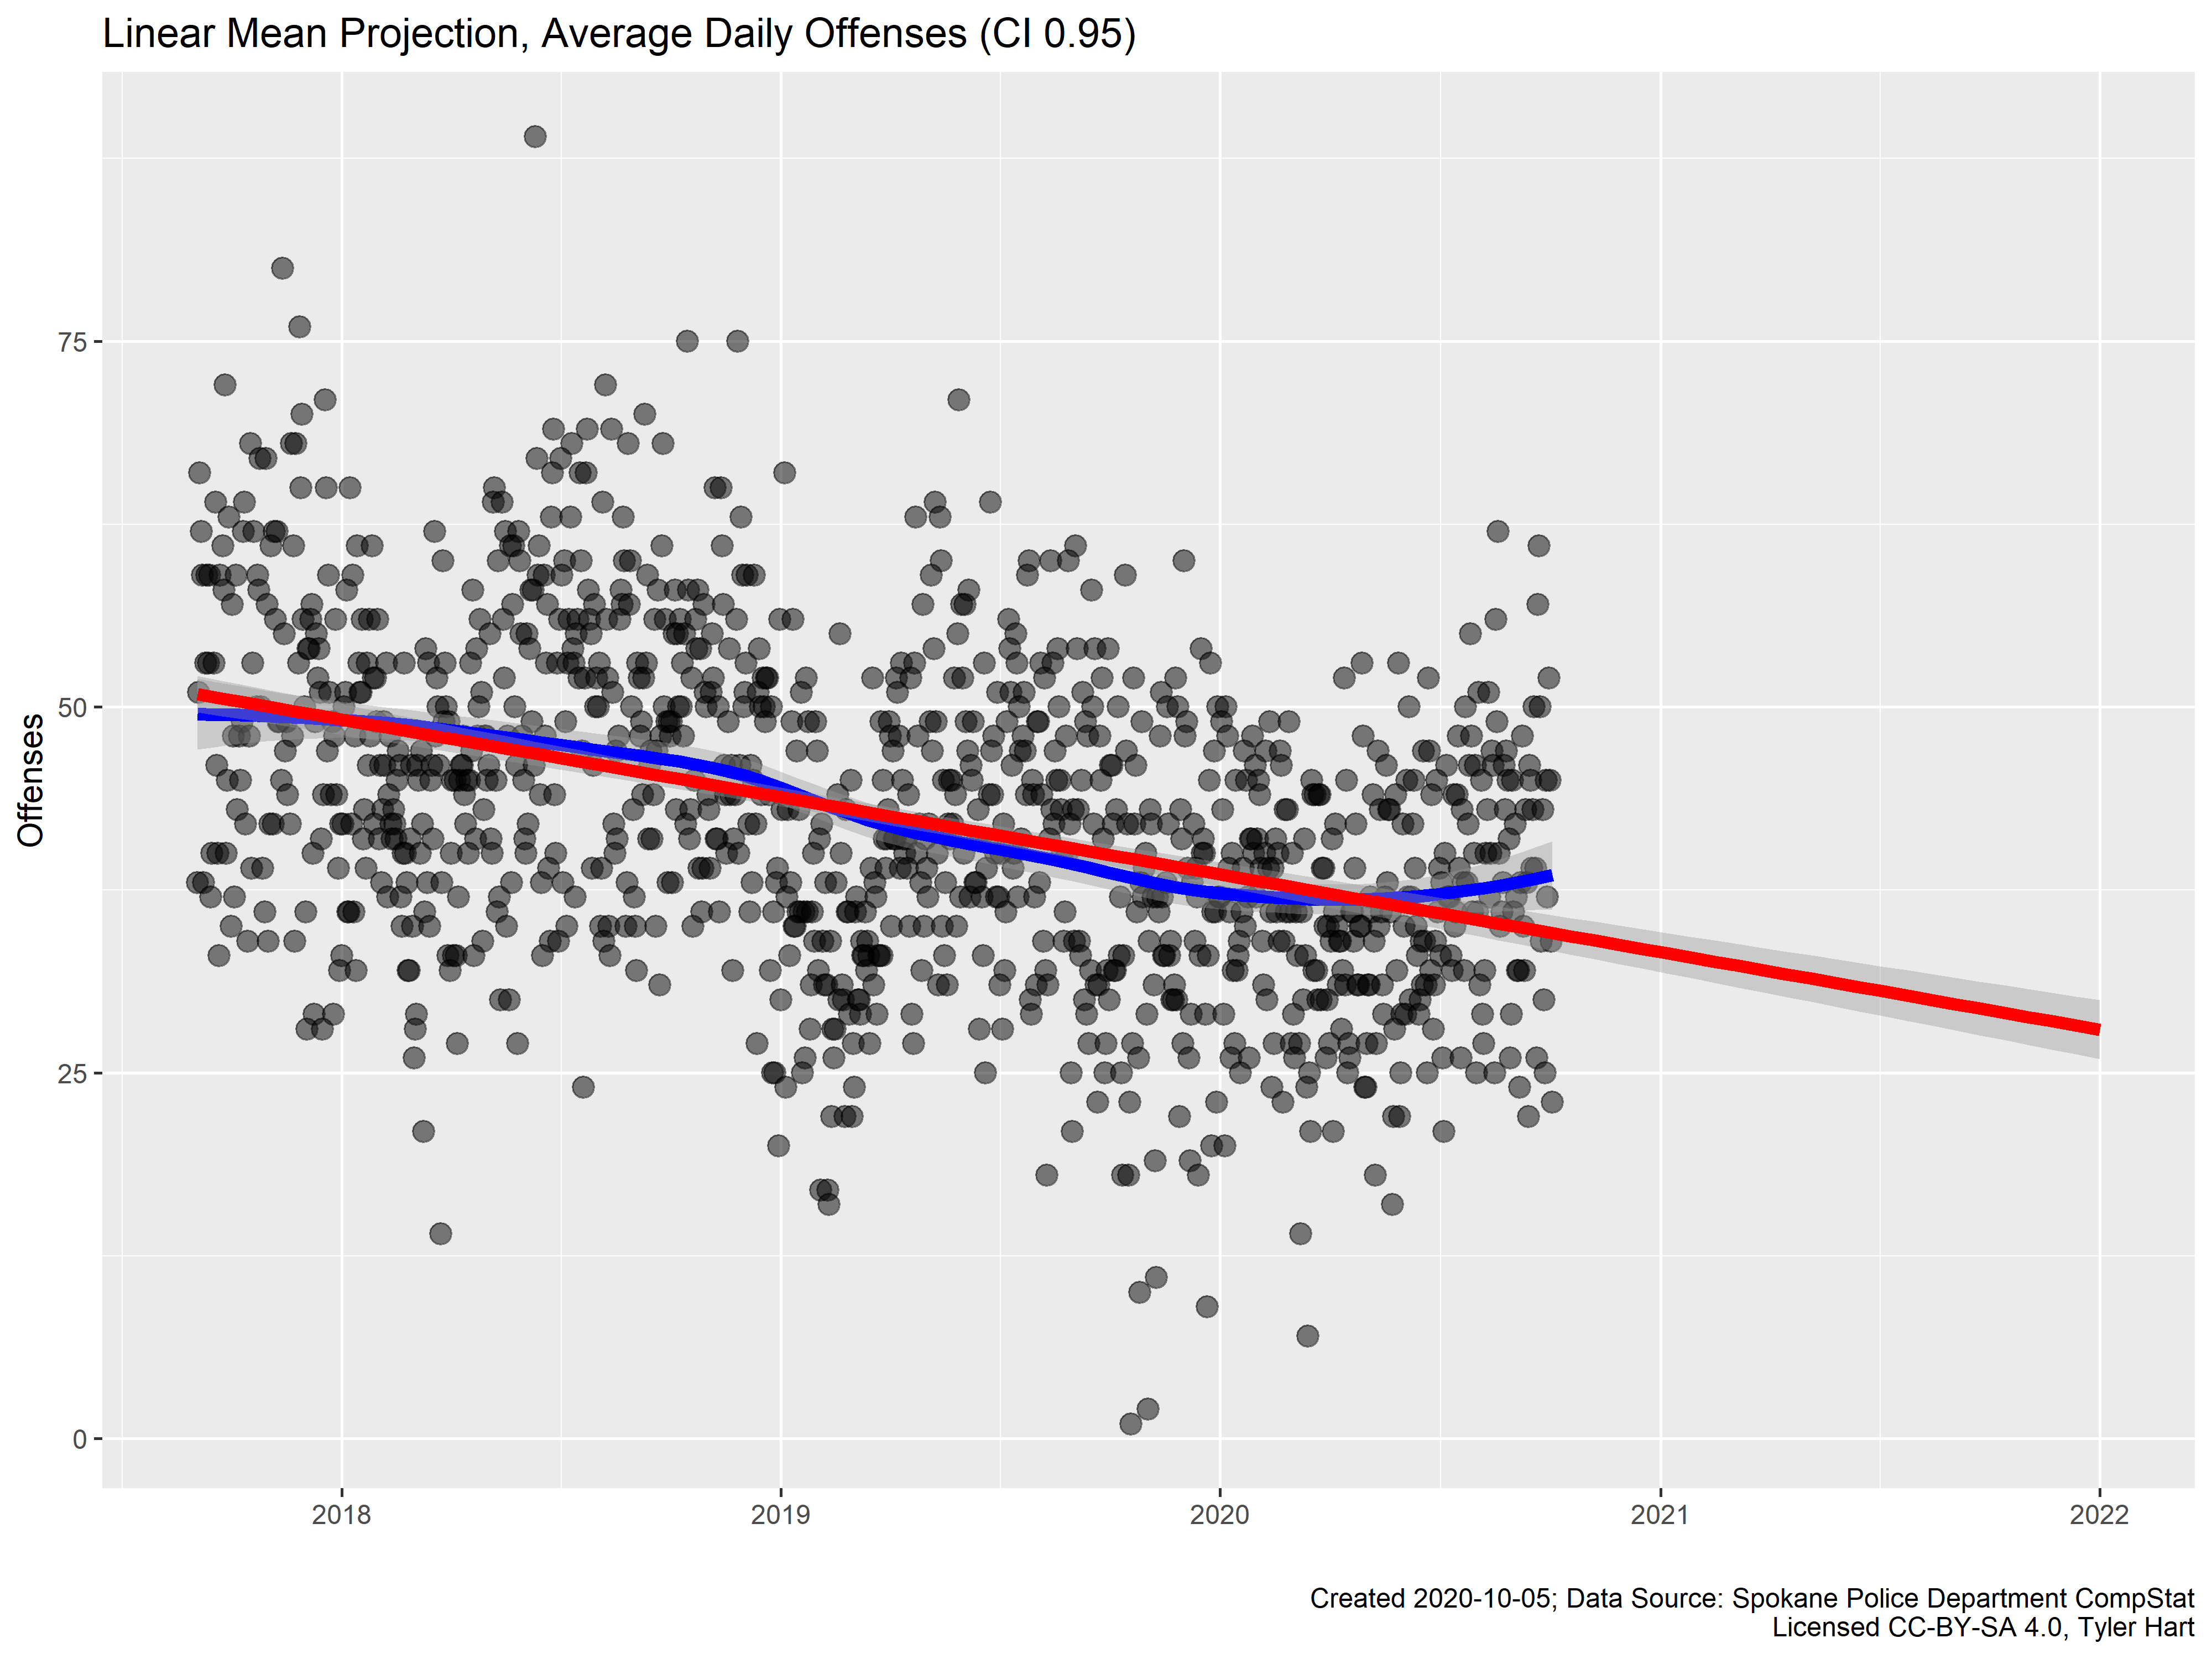 Linear Mean Projection, Average Daily Offenses (CI 0.95)
75
50
25
0
Offenses
2018
2019
2020
2021
2022
Created 2020-10-05; Data Source: Spokane Police Department CompStat
Licensed CC-BY-SA 4.0, Tyler Hart